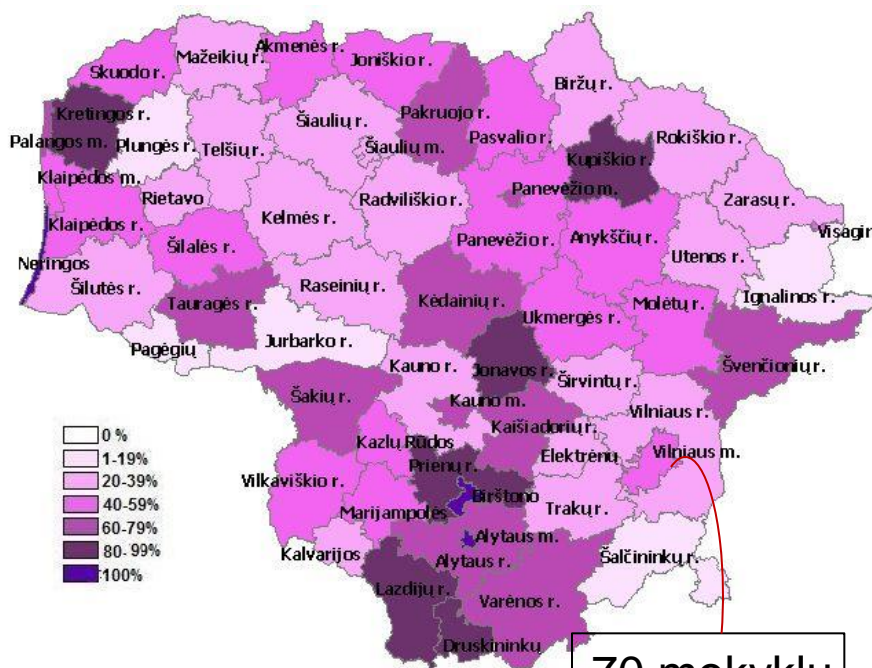 Skuodo r.
Mažeikių r.
Akmenės r.
Joniškio r.
Biržų r.
Kretingos r.
Pakruojo r.
Pasvalio r.
Rokiškio r.
Palangos m.
Plungės r.
Telšių r.
Šiaulių r.
Šiaulių m.
Kupiškio r.
Klaipėdos m.
Rietavo
Radviliškio r.
Panevėžio m.
Zarasų r.
Klaipėdos r.
Kelmės r.
Šilalės r.
Panevėžio r.
Anykščių r.
Utenos r.
Visagin
Neringos
Šilutės r.
Raseinių r.
Tauragės r.
Kėdainių r.
Ukmergės r.
Molėtų r.
Ignalinos r.
Pagėgių
Jurbarko r.
Kauno r.
Jonavos r.
Širvintų r.
Švenčionių r.
Šakių r.
Kauno m.
Kaišiadorių r.
Vilniaus r.
Kazlų Rūdos
Elektrėnų
Vilniaus m.
Prienų r.
Vilkaviškio r.
Birštono
Marijampolės
Trakų r.
Kalvarijos
Alytaus m.
Alytaus r.
Šalčininkų r.
Lazdijų r.
Varėnos r.
Druskininkų
0 %
1-19%
20-39%
40-59%
60-79%
80-99%
100%
70 mokyklų